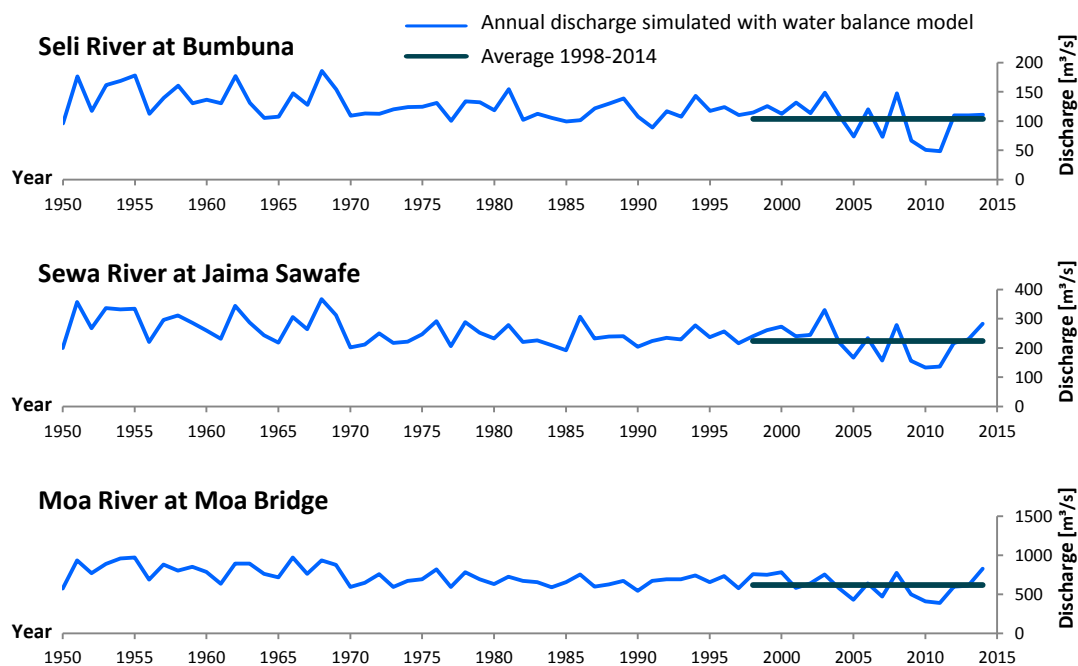 Annual discharge simulated with water balance model
Seli River at Bumbuna
Average 1998-2014
200
150
100
50
0
Discharge [m³/s]
Year
1950 1955 1960 1965 1970 1975 1980 1985 1990 1995 2000 2005 2010 2015
Sewa River at Jaima Sawafe
400
300
200
100
0
Discharge [m³/s]
Year
1950 1955 1960 1965 1970 1975 1980 1985 1990 1995 2000 2005 2010 2015
Moa River at Moa Bridge
1500
1000
500
0
Discharge [m³/s]
Year
1950 1955 1960 1965 1970 1975 1980 1985 1990 1995 2000 2005 2010 2015